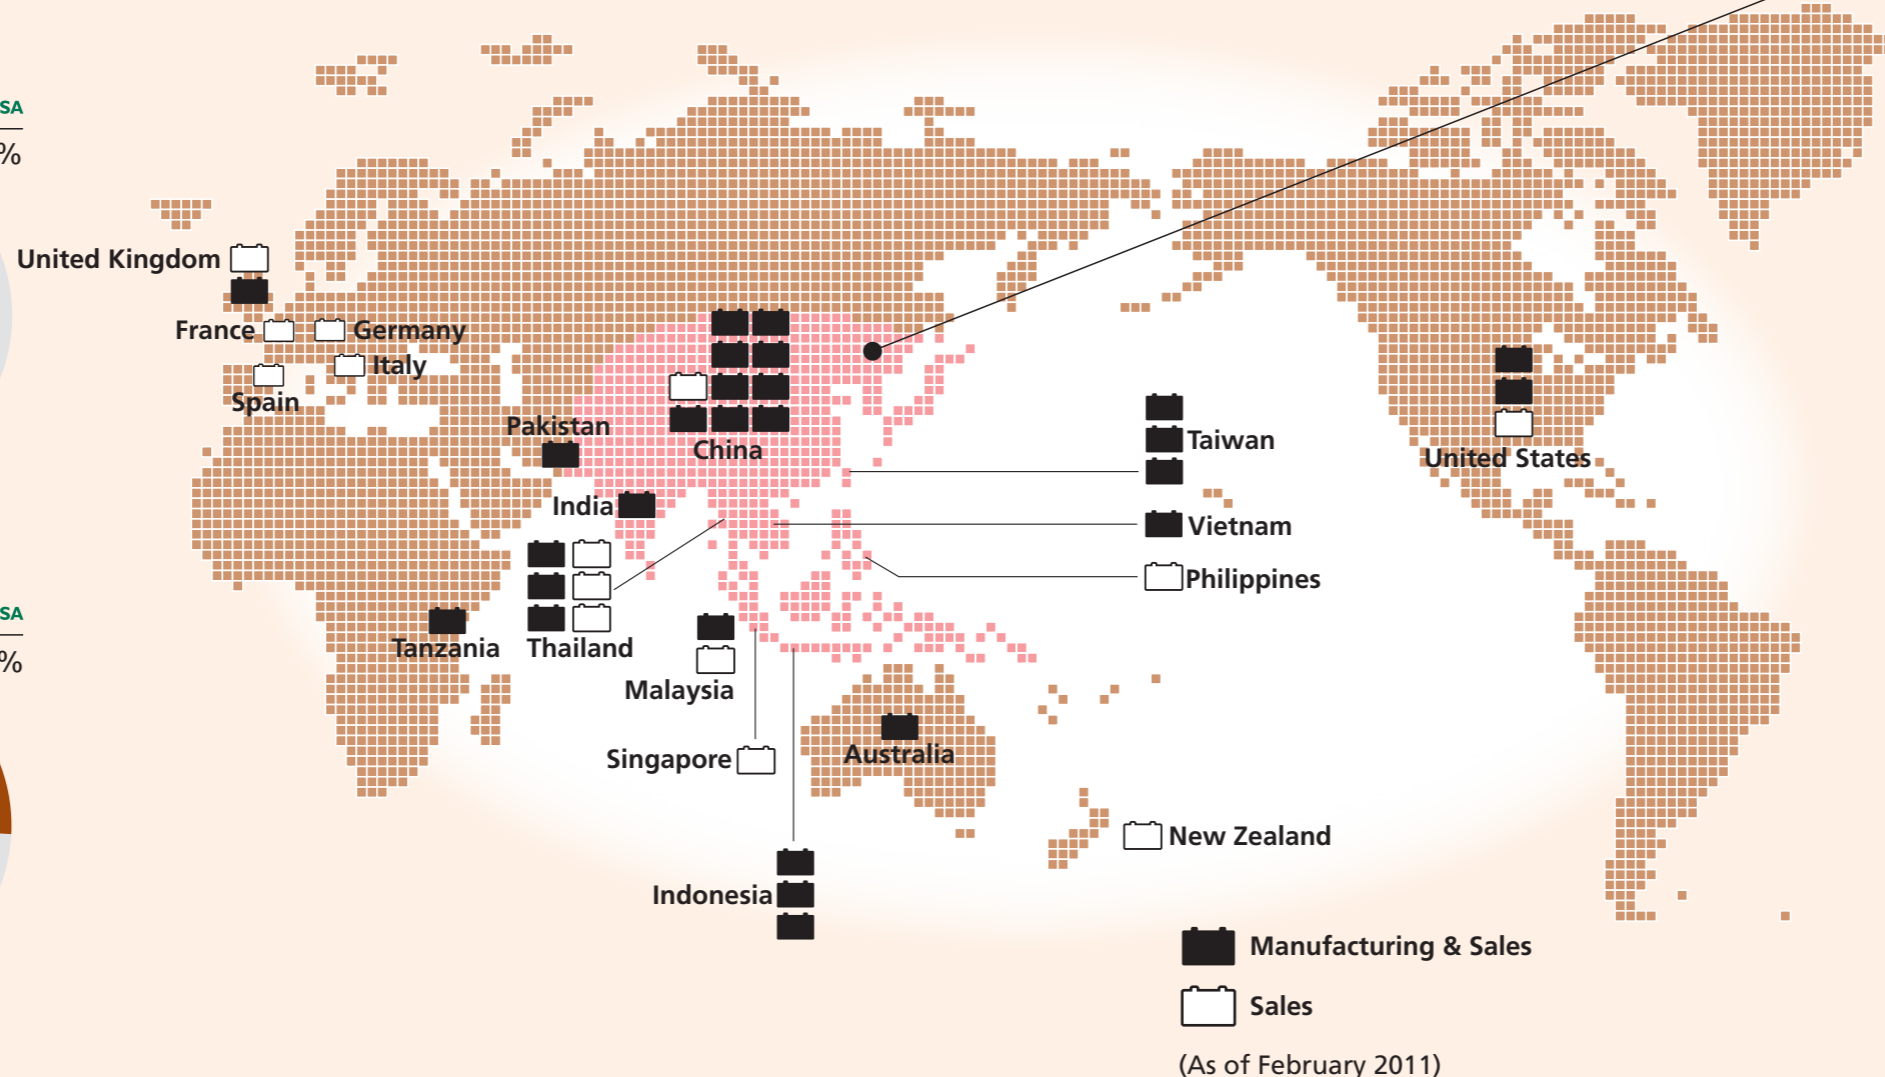 SA
%
United Kingdom
France
Germany
Italy
Spain
Pakistan
China
India
Taiwan
United States
Vietnam
Philippines
SA
%
Tanzania
Thailand
Malaysia
Singapore
Australia
New Zealand
Indonesia
Manufacturing & Sales
Sales
(As of February 2011)